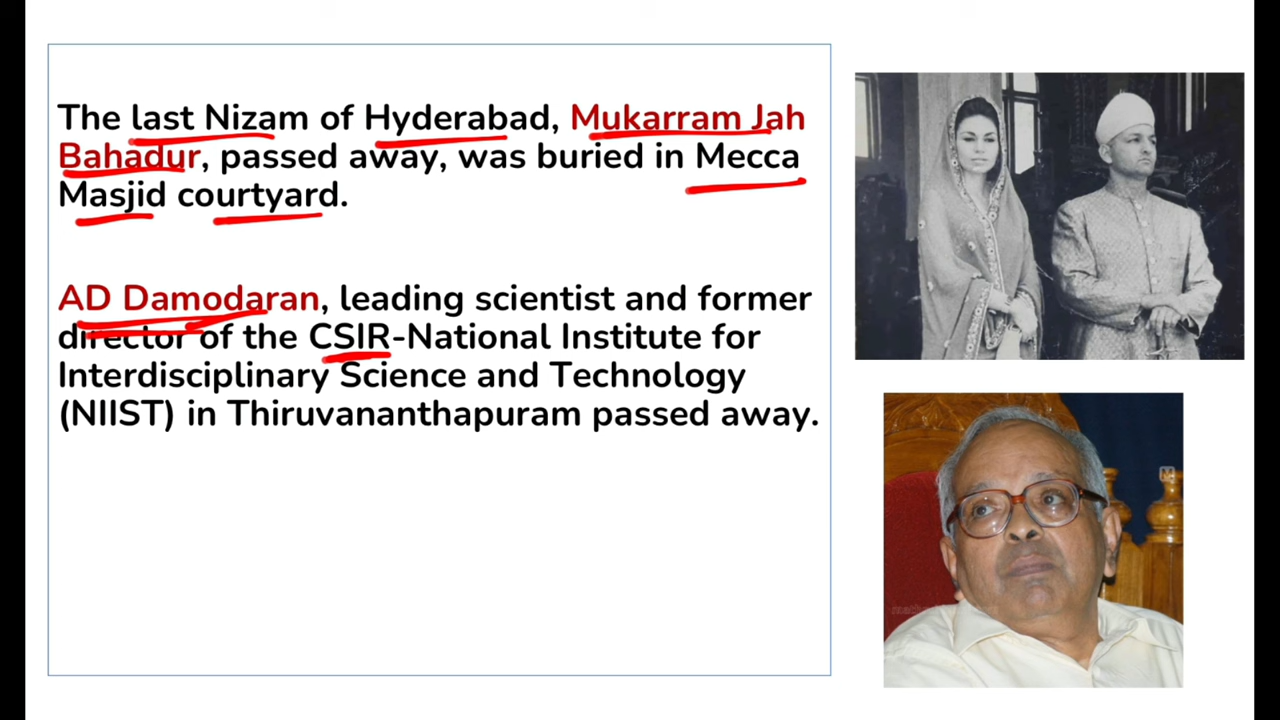 The last Nizam of Hyderabad, Mukarram Jah
Bahadur, passed away, was buried in Mecca
Masjid courtyard.
AD Damodaran, leading scientist and former
director of the CSIR-National Institute for
Interdisciplinary Science and Technology
(NIIST) in Thiruvananthapuram passed away.